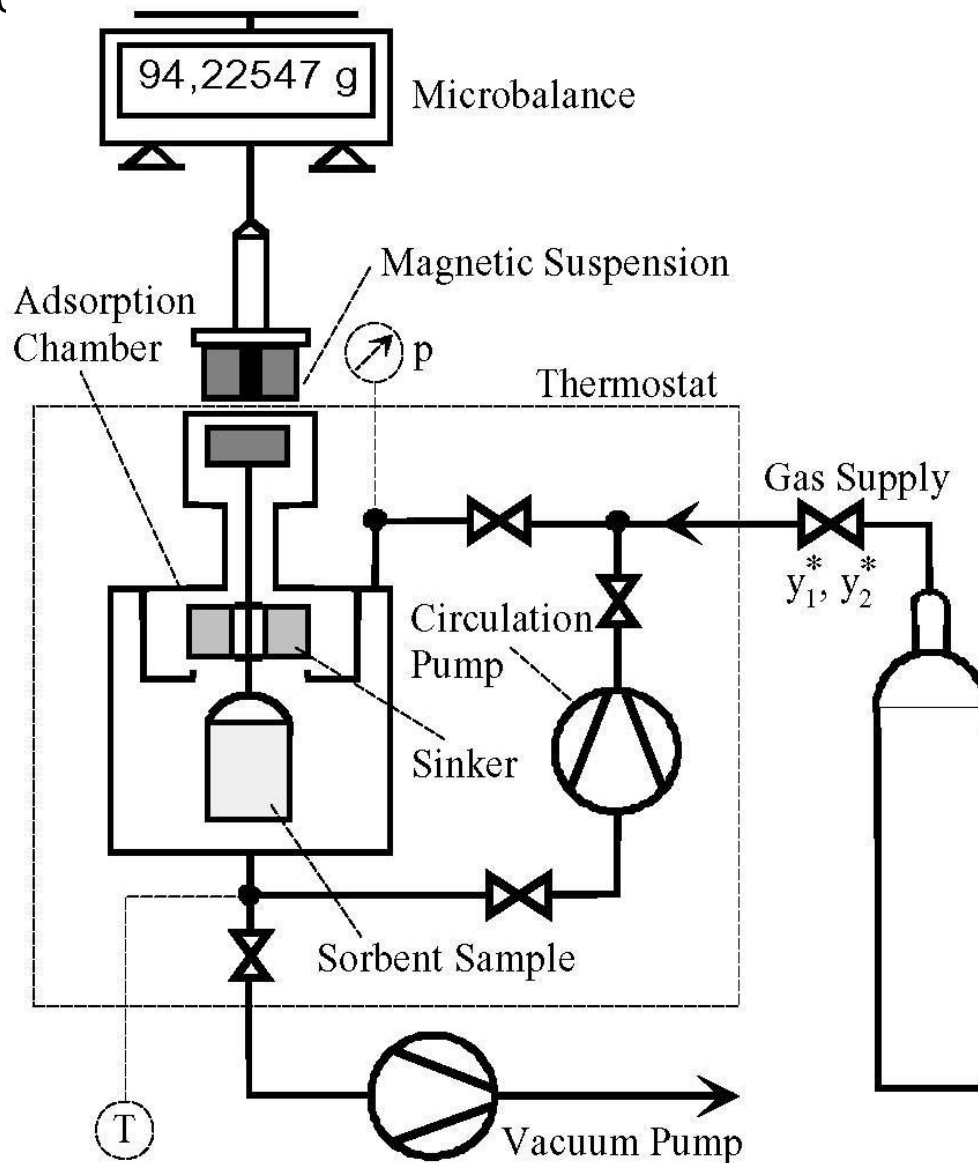 94,22547 g
Microbalance
Magnetic Suspension
Adsorption
Chamber
p
Thermostat
Gas Supply
y₁*, y₂*
Circulation
Pump
Sinker
Sorbent Sample
T
Vacuum Pump